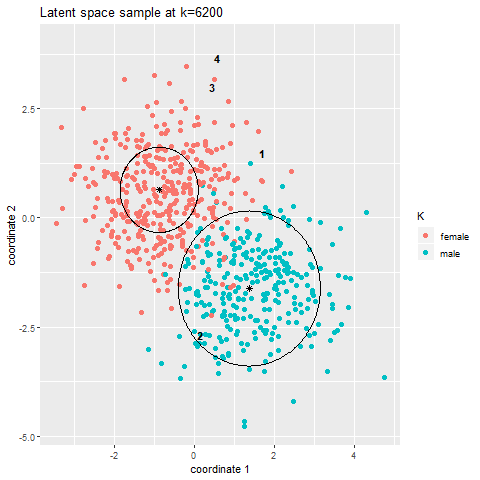 Latent space sample at k=6200
4
3
2.5
1
K
female
male
0.0
coordinate 2
-2.5
2
-5.0
-2
0
2
4
coordinate 1